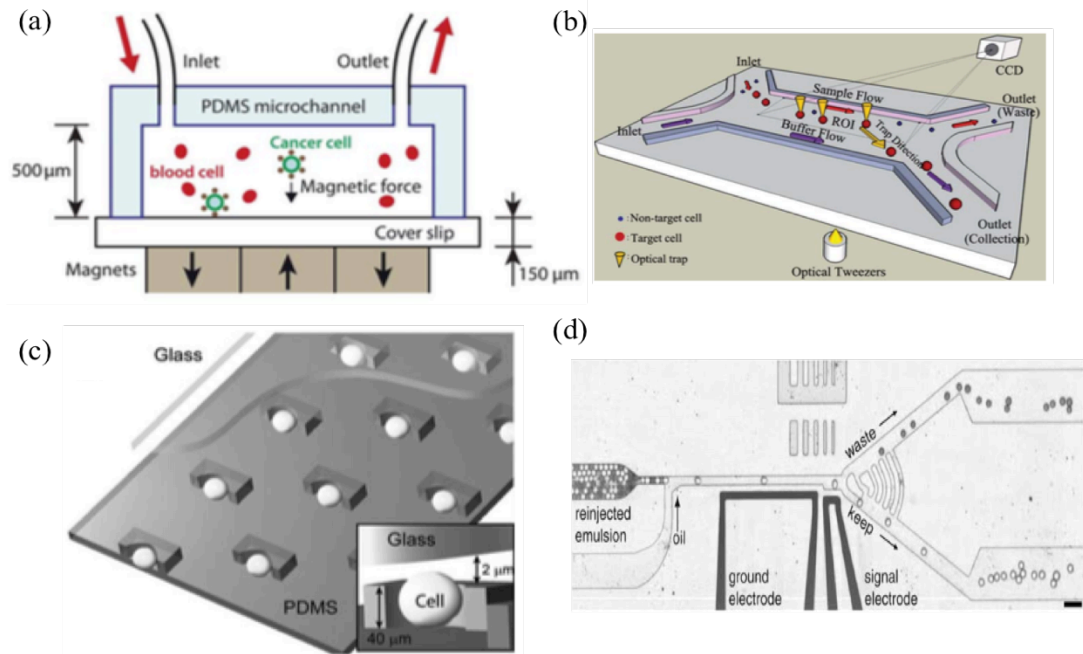 (a)
Inlet
Outlet
PDMS microchannel
500 μm
Cancer cell
blood cell
Magnetic force
Cover slip
Magnets
150 μm
(b)
CCD
Inlet
Sample Flow
Outlet
(Waste)
Inlet
ROI
Trap Direction
Buffer Flow
: Non-target cell
: Target cell
: Optical trap
Outlet
(Collection)
Optical Tweezers
(c)
Glass
PDMS
Glass
2 μm
Cell
40 μm
(d)
waste
reinjected
emulsion
oil
keep
ground
electrode
signal
electrode